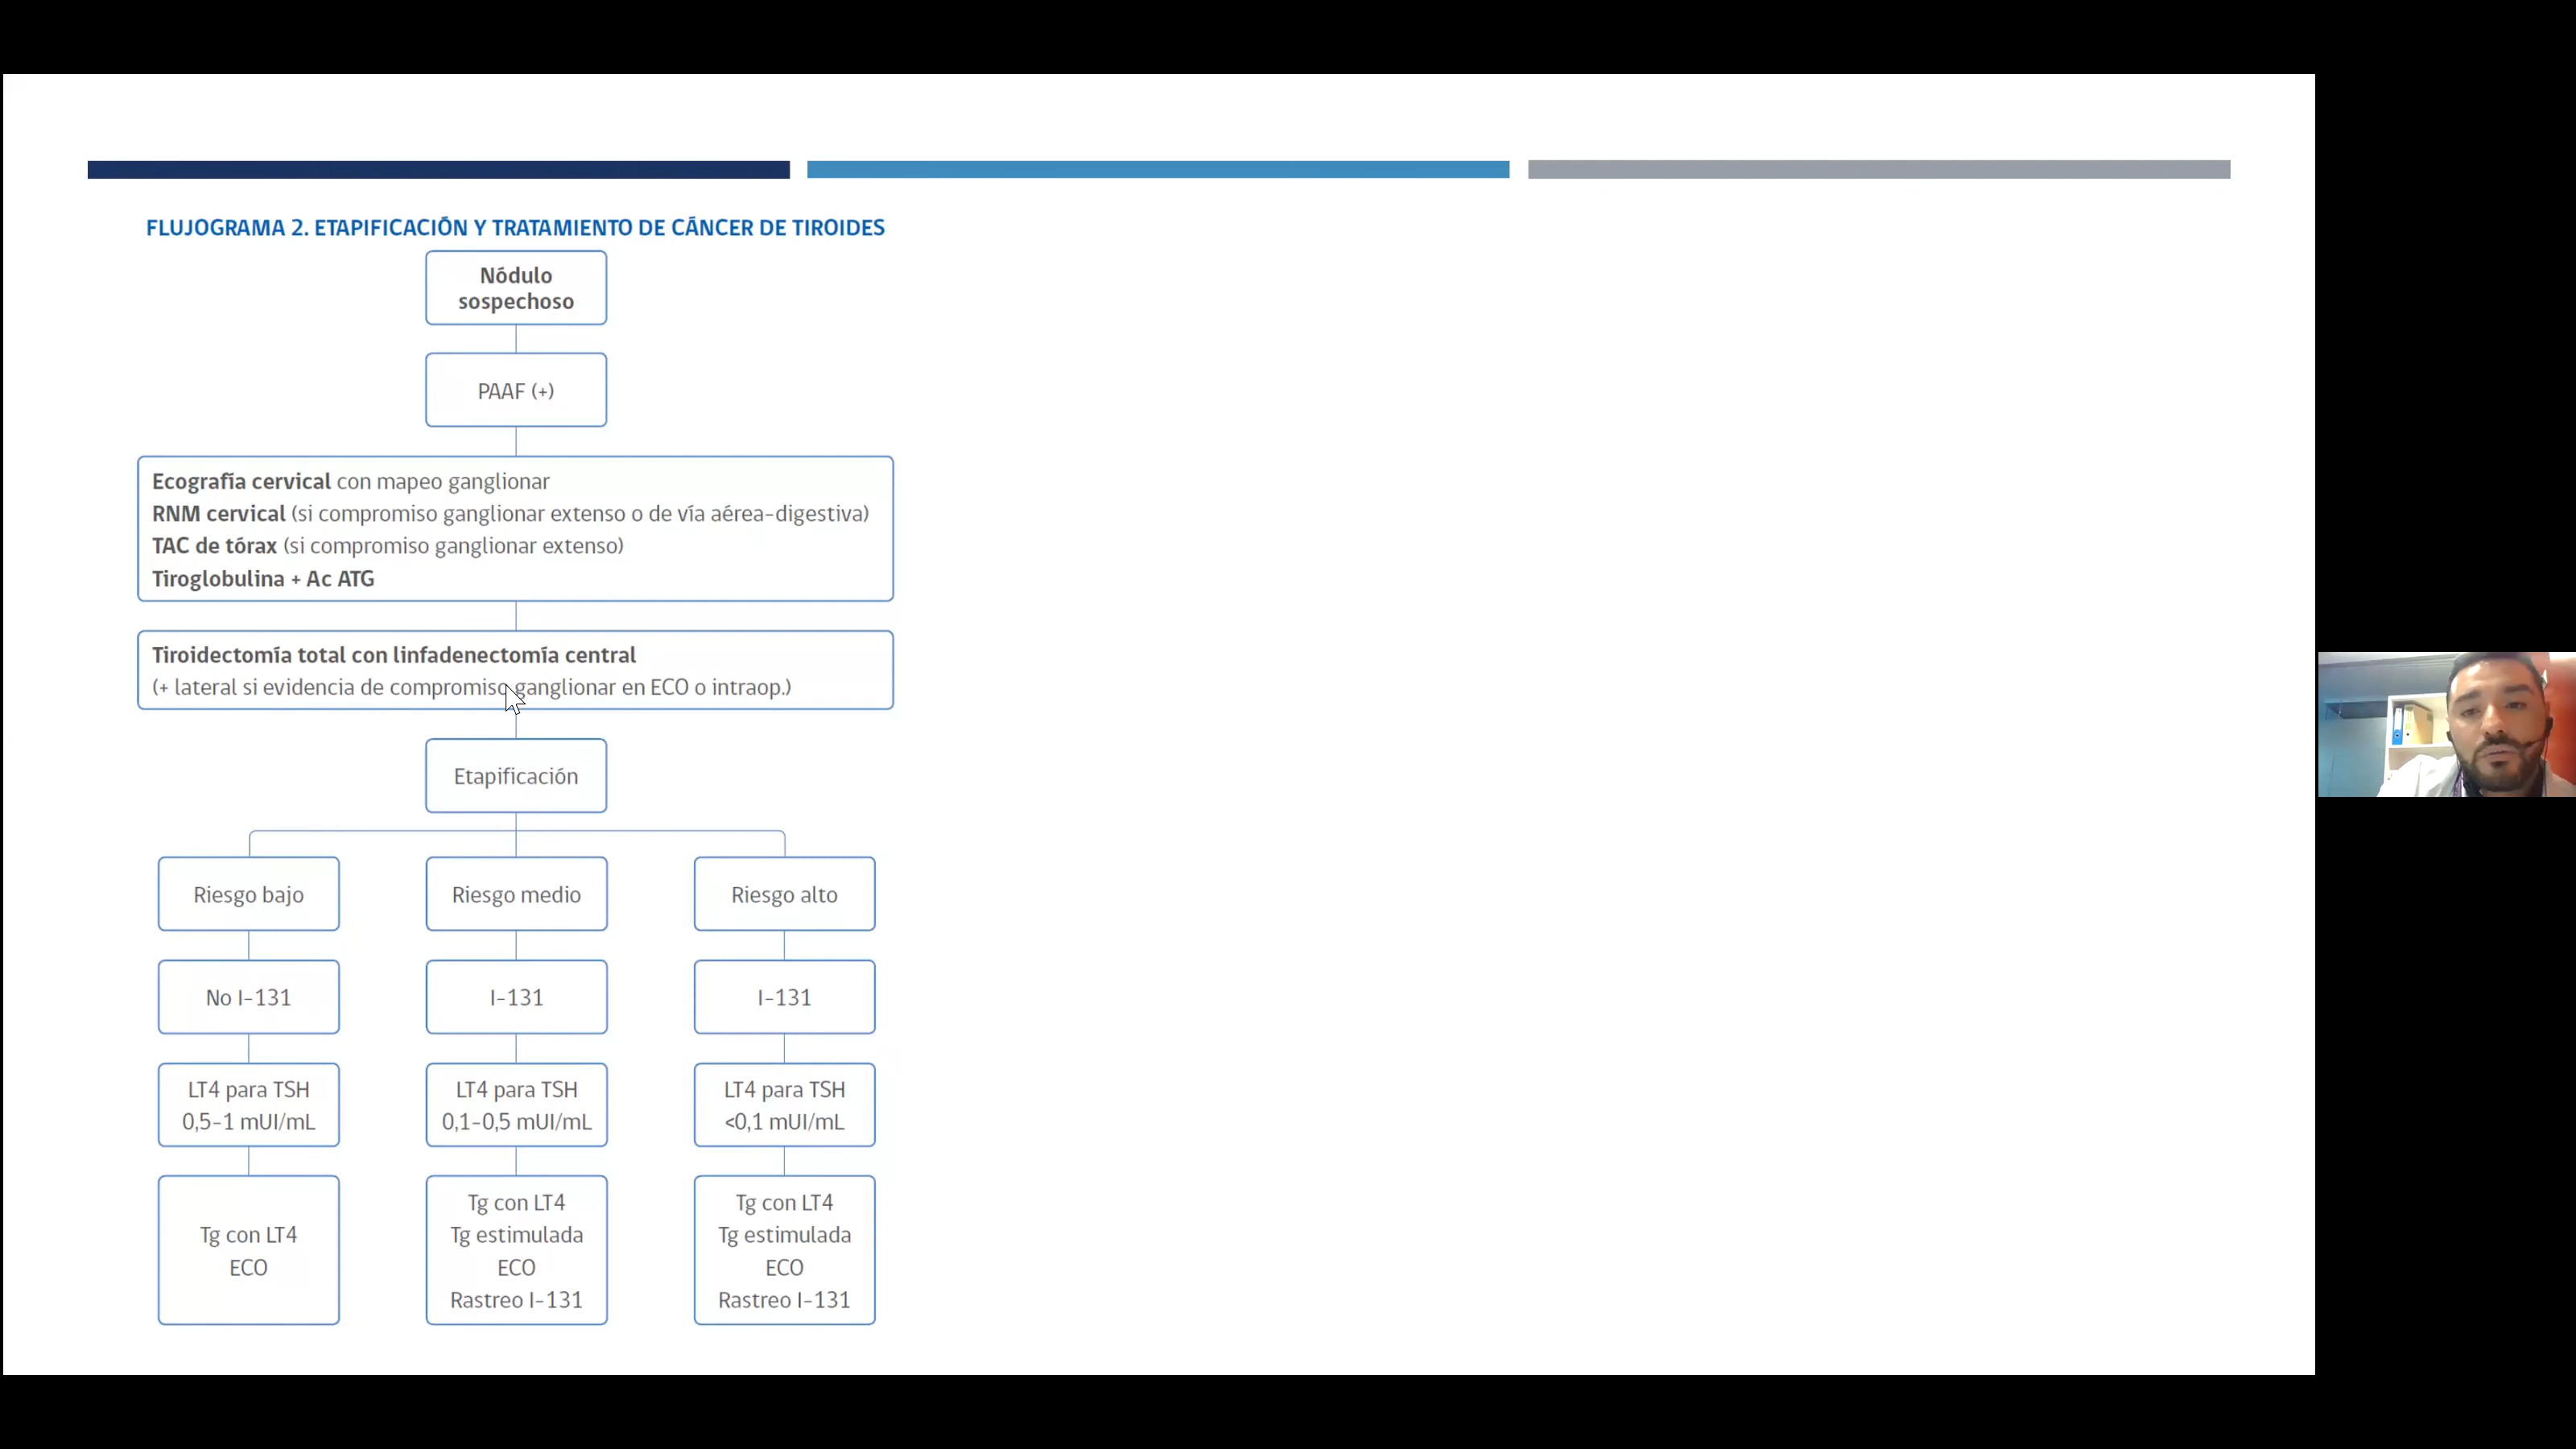 FLUJOGRAMA 2. ETAPIFICACIÓN Y TRATAMIENTO DE CÁNCER DE TIROIDES
Nódulo
sospechoso
PAAF (+)
Ecografía cervical con mapeo ganglionar
RNM cervical (si compromiso ganglionar extenso o de vía aérea-digestiva)
TAC de tórax (si compromiso ganglionar extenso)
Tiroglobulina + Ac ATG
Tiroidectomía total con linfadenectomía central
(+ lateral si evidencia de compromiso ganglionar en ECO o intraop.)
Etapificación
Riesgo bajo
No I-131
LT4 para TSH
0,5-1 mUI/mL
Tg con LT4
ECO
Riesgo medio
I-131
LT4 para TSH
0,1-0,5 mUI/mL
Tg con LT4
Tg estimulada
ECO
Rastreo I-131
Riesgo alto
I-131
LT4 para TSH
<0,1 mUI/mL
Tg con LT4
Tg estimulada
ECO
Rastreo I-131